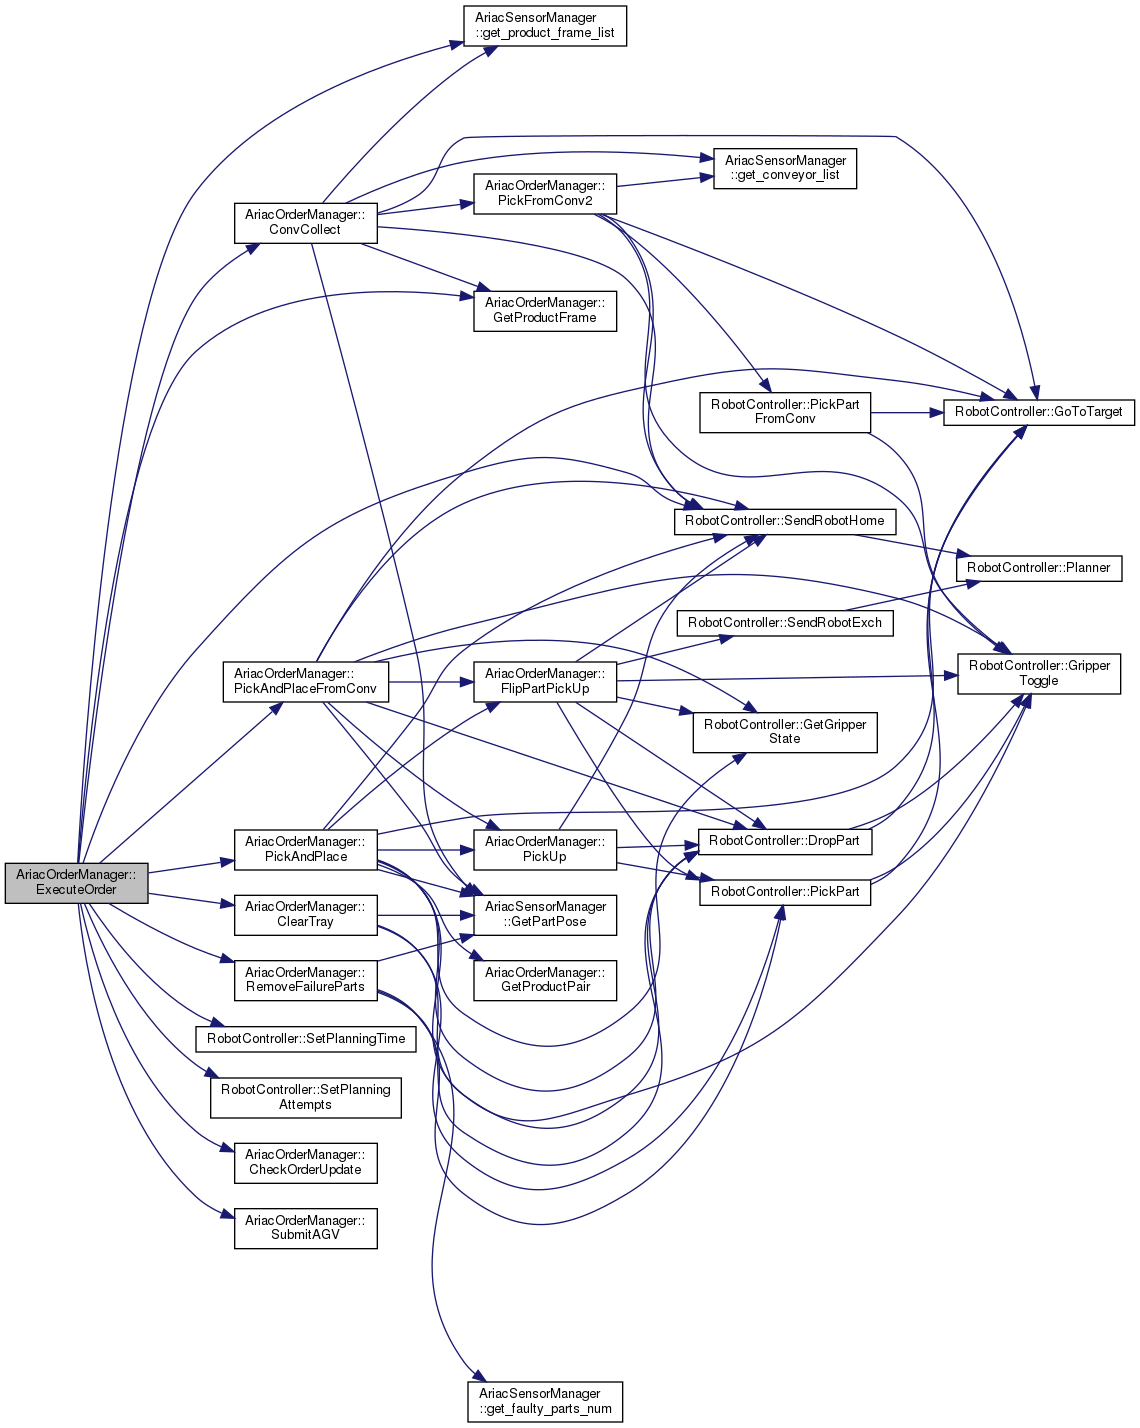 AriacSensorManager
::get_product_frame_list
AriacSensorManager
::get_conveyor_list
AriacOrderManager::
PickFromConv2
AriacOrderManager::
ConvCollect
AriacOrderManager::
GetProductFrame
RobotController::PickPart
FromConv
RobotController::GoToTarget
RobotController::SendRobotHome
RobotController::Planner
RobotController::SendRobotExch
AriacOrderManager::
PickAndPlaceFromConv
AriacOrderManager::
FlipPartPickUp
RobotController::Gripper
Toggle
RobotController::GetGripper
State
AriacOrderManager::
PickAndPlace
AriacOrderManager::
PickUp
RobotController::DropPart
AriacOrderManager::
ExecuteOrder
RobotController::PickPart
AriacOrderManager::
ClearTray
AriacSensorManager
::GetPartPose
AriacOrderManager::
RemoveFailureParts
AriacOrderManager::
GetProductPair
RobotController::SetPlanningTime
RobotController::SetPlanning
Attempts
AriacOrderManager::
CheckOrderUpdate
AriacOrderManager::
SubmitAGV
AriacSensorManager
::get_faulty_parts_num